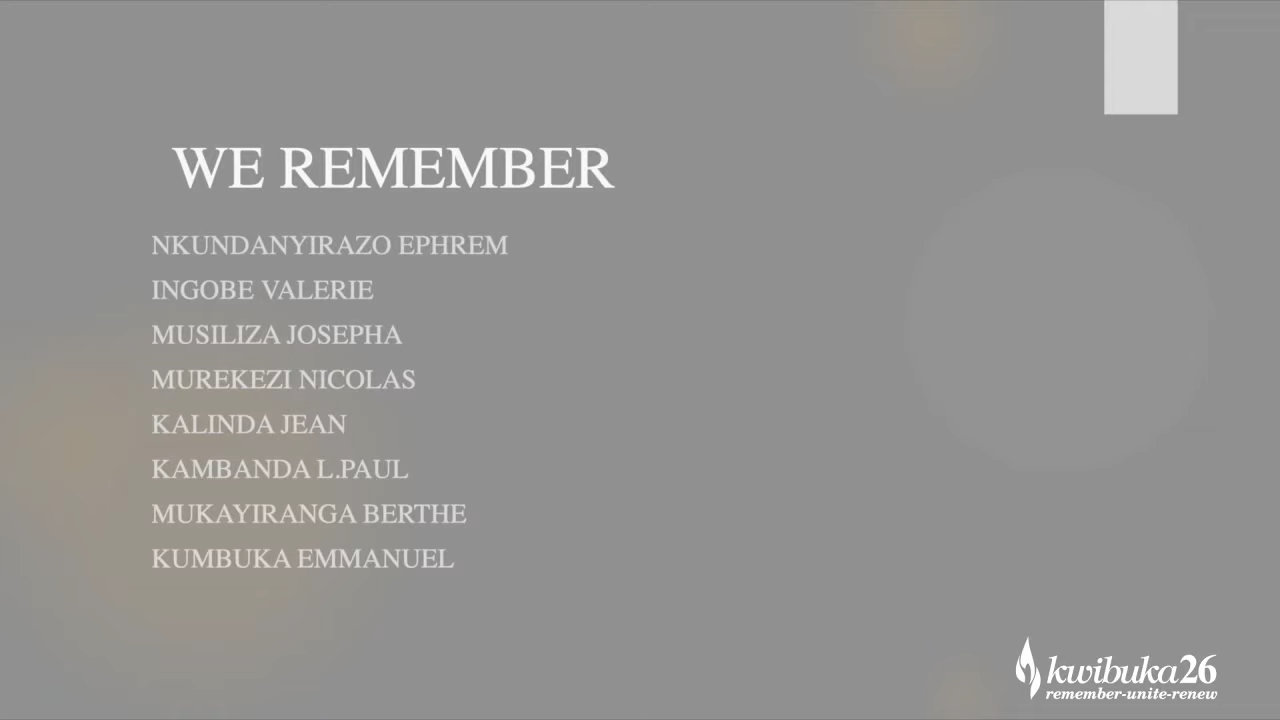 WE REMEMBER
NKUNDANYIRAZO EPHREM
INGOBE VALERIE
MUSILIZA JOSEPHA
MUREKEZI NICOLAS
KALINDA JEAN
KAMBANDA L.PAUL
MUKAYIRANGA BERTHE
KUMBUKA EMMANUEL
kwibuka26
remember-unite-renew